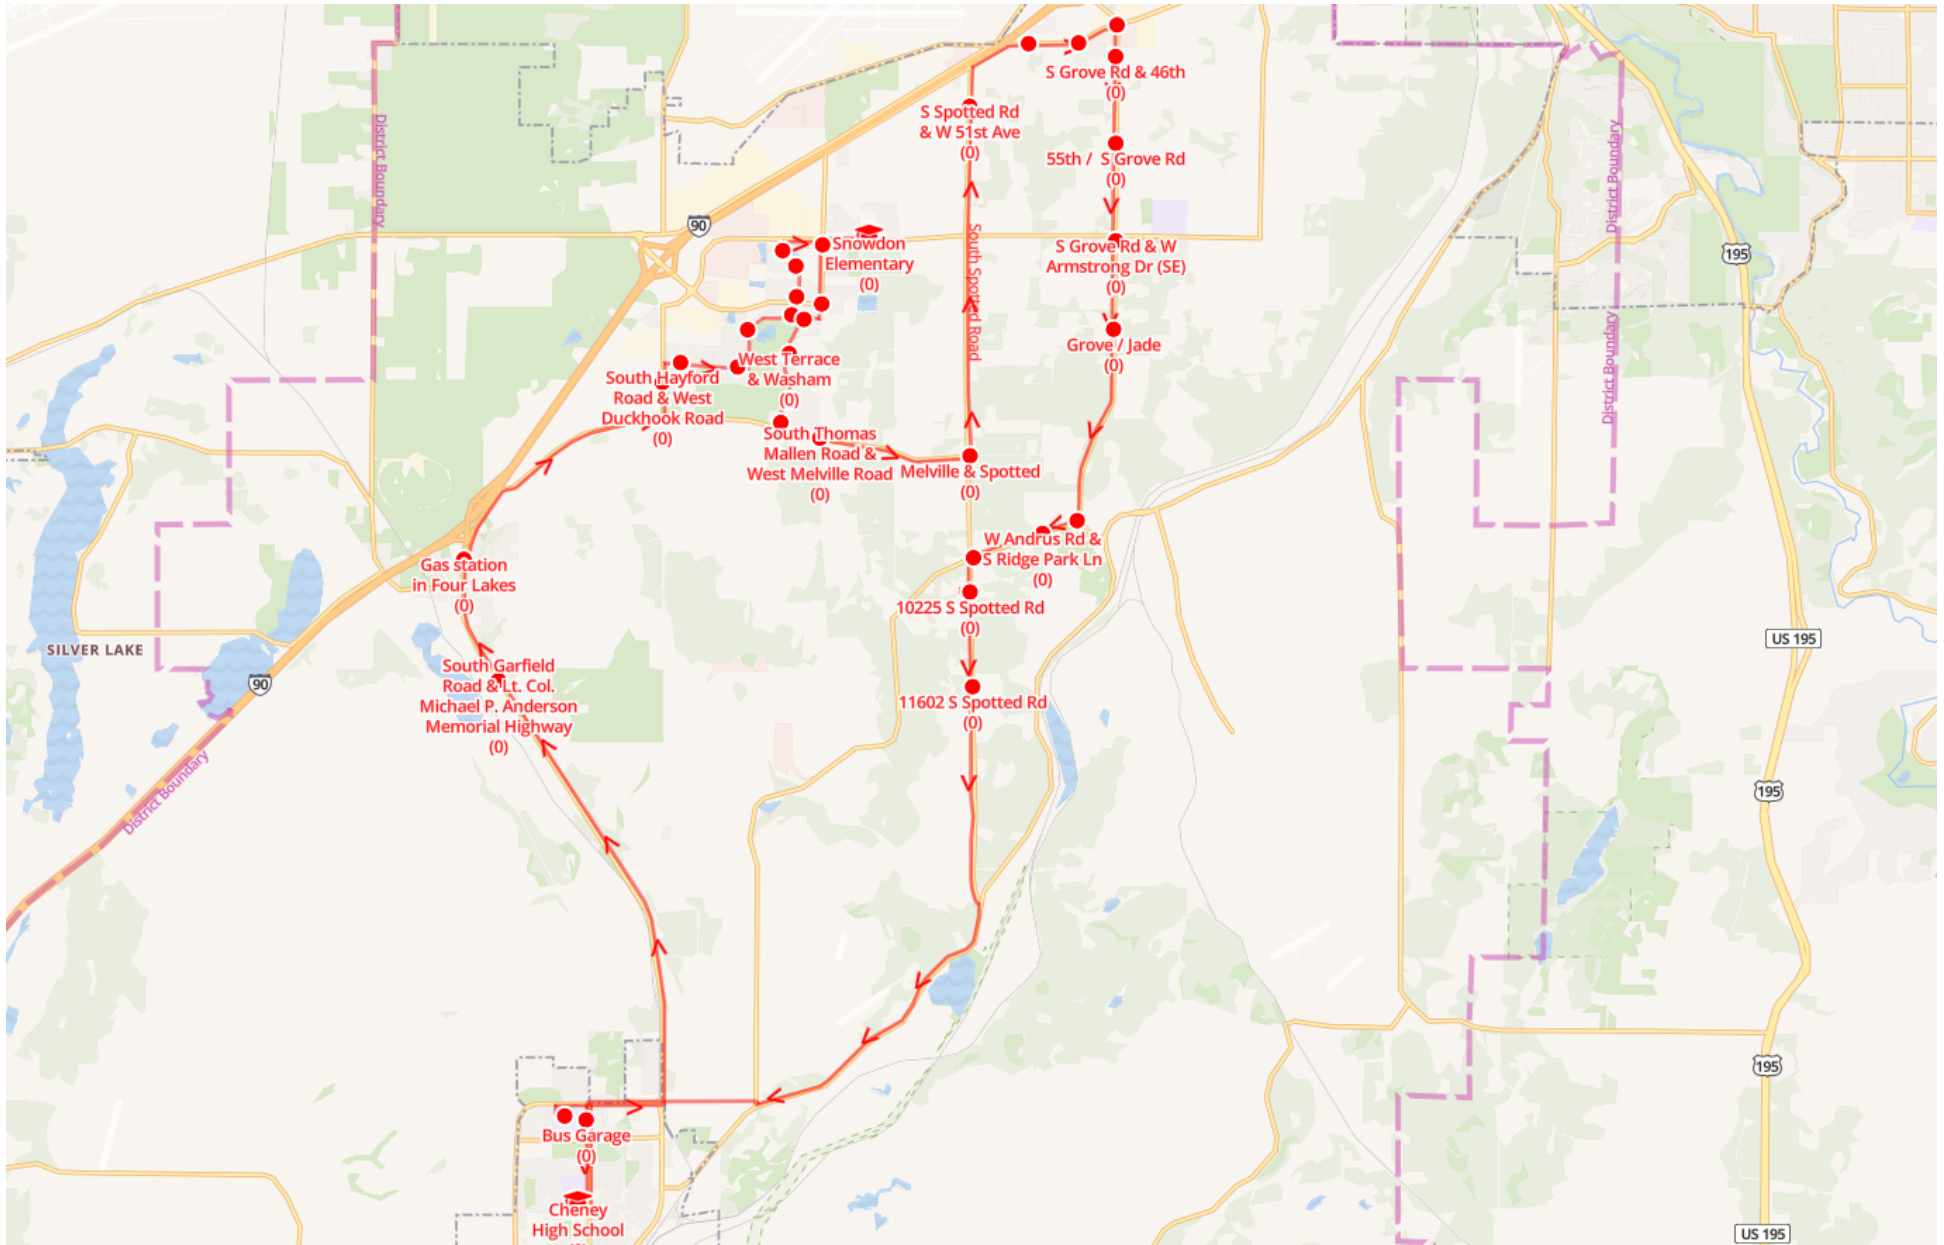 S Grove Rd & 46th
(0)
S Spotted Rd
& W 51st Ave
(0)
55th / S Grove Rd
(0)
District Boundary
District Boundary
90
Snowdon
Elementary
(0)
South Spotted Road
S Grove Rd & W
Armstrong Dr (SE)
(0)
195
Grove / Jade
(0)
District Boundary
West Terrace
& Washam
(0)
South Hayford
Road & West
Duckhook Road
(0)
South Thomas
Mallen Road &
West Melville Road
(0)
Melville & Spotted
(0)
W Andrus Rd &
S Ridge Park Ln
(0)
Gas station
in Four Lakes
(0)
10225 S Spotted Rd
(0)
US 195
SILVER LAKE
90
South Garfield
Road & Lt. Col.
Michael P. Anderson
Memorial Highway
(0)
11602 S Spotted Rd
(0)
District Boundary
195
195
Bus Garage
(0)
Cheney
High School
US 195